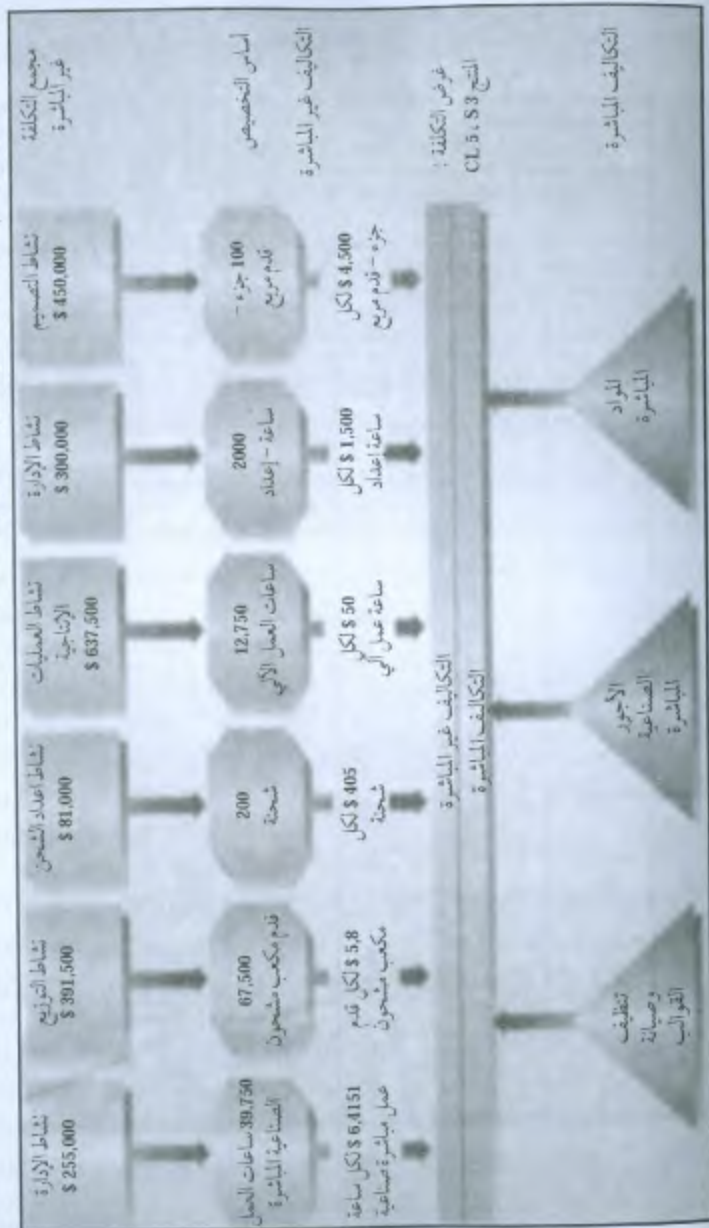 مجمع التكلفة
غير المباشرة
نشاط التصميم
$ 450,000
نشاط الإدارة
$ 300,000
نشاط العمليات
الإنتاجية
$ 637,500
نشاط اعداد الشحن
$ 81,000
نشاط التوزيع
$ 391,500
نشاط الإدارة
$ 255,000
أساس التخصيص
التكاليف غير المباشرة
100 جزء -
قدم مربع
2000
ساعة - إعداد
12,750
ساعات العمل الآلي
200
شحنة
67,500
قدم مكعب مشحون
39,750 ساعات العمل
الصناعية المباشرة
$ 4,500 لكل
جزء - قدم مربع
$ 1,500 لكل
ساعة إعداد
$ 50 لكل
ساعة عمل آلي
$ 405 لكل
شحنة
$ 5,8 لكل قدم
مكعب مشحون
$ 6,4151 لكل ساعة
عمل مباشرة صناعية
غرض التكلفة :
المنتج S 3 ، CL 5
التكاليف غير المباشرة
التكاليف المباشرة
التكاليف المباشرة
المواد
المباشرة
الأجور
الصناعية
المباشرة
تنظيف
وصيانة
القوالب